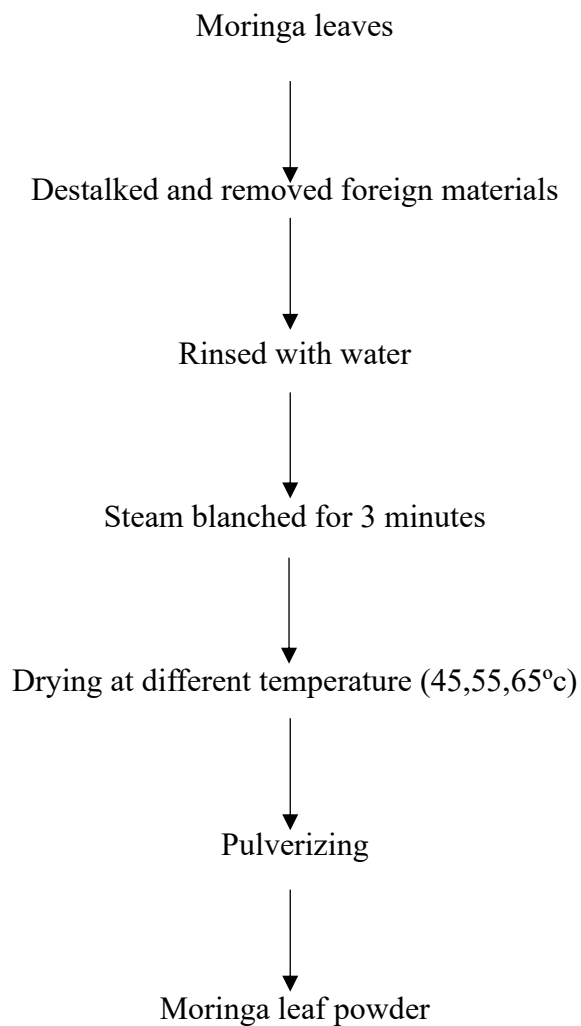 Moringa leaves
Destalked and removed foreign materials
Rinsed with water
Steam blanched for 3 minutes
Drying at different temperature (45,55,65ºc)
Pulverizing
Moringa leaf powder